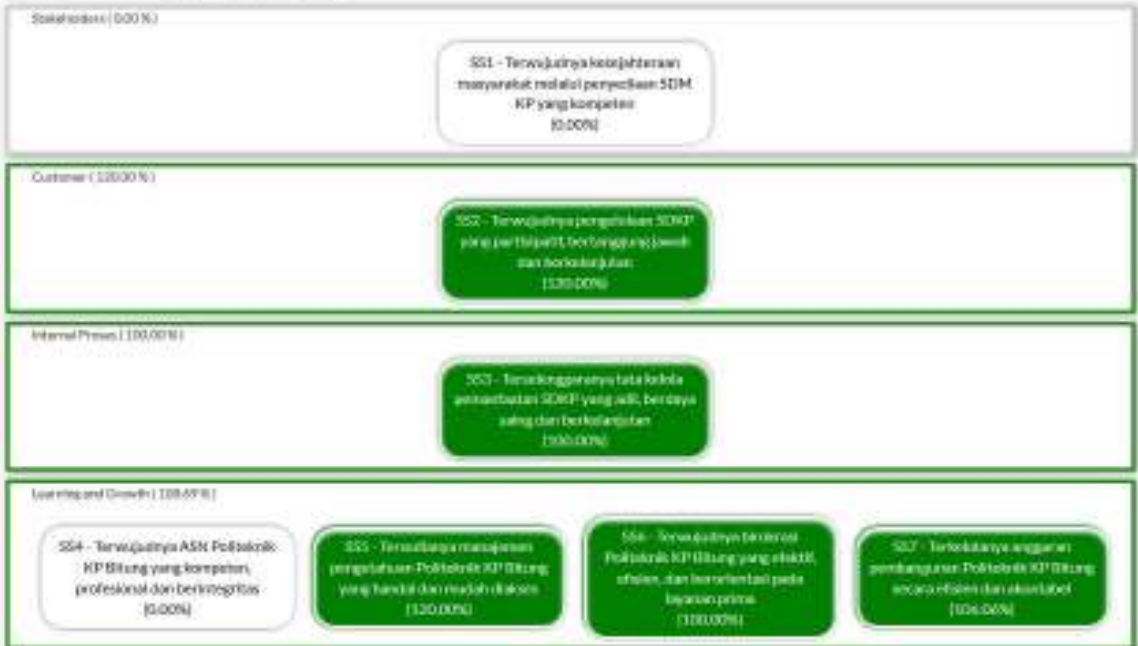 Stakeholders ( 0.00 % )
SS1 - Terwujudnya kesejahteraan
masyarakat melalui penyediaan SDM
KP yang kompeten
(0.00%)
Customer ( 120.00 % )
SS2 - Terwujudnya pengelolaan SDKP
yang partisipatif, bertanggung jawab
dan berkelanjutan
(120.00%)
Internal Proses ( 100.00 % )
SS3 - Terselenggaranya tata kelola
pemanfaatan SDKP yang adil, berdaya
saing dan berkelanjutan
(100.00%)
Learning and Growth ( 108.69 % )
SS4 - Terwujudnya ASN Politeknik
KP Bitung yang kompeten,
profesional dan berintegritas
(0.00%)
SS5 - Tersedianya manajemen
pengetahuan Politeknik KP Bitung
yang handal dan mudah diakses
(120.00%)
SS6 - Terwujudnya birokrasi
Politeknik KP Bitung yang efektif,
efisien, dan berorientasi pada
layanan prima
(100.00%)
SS7 - Terkelolanya anggaran
pembangunan Politeknik KP Bitung
secara efisien dan akuntabel
(106.06%)